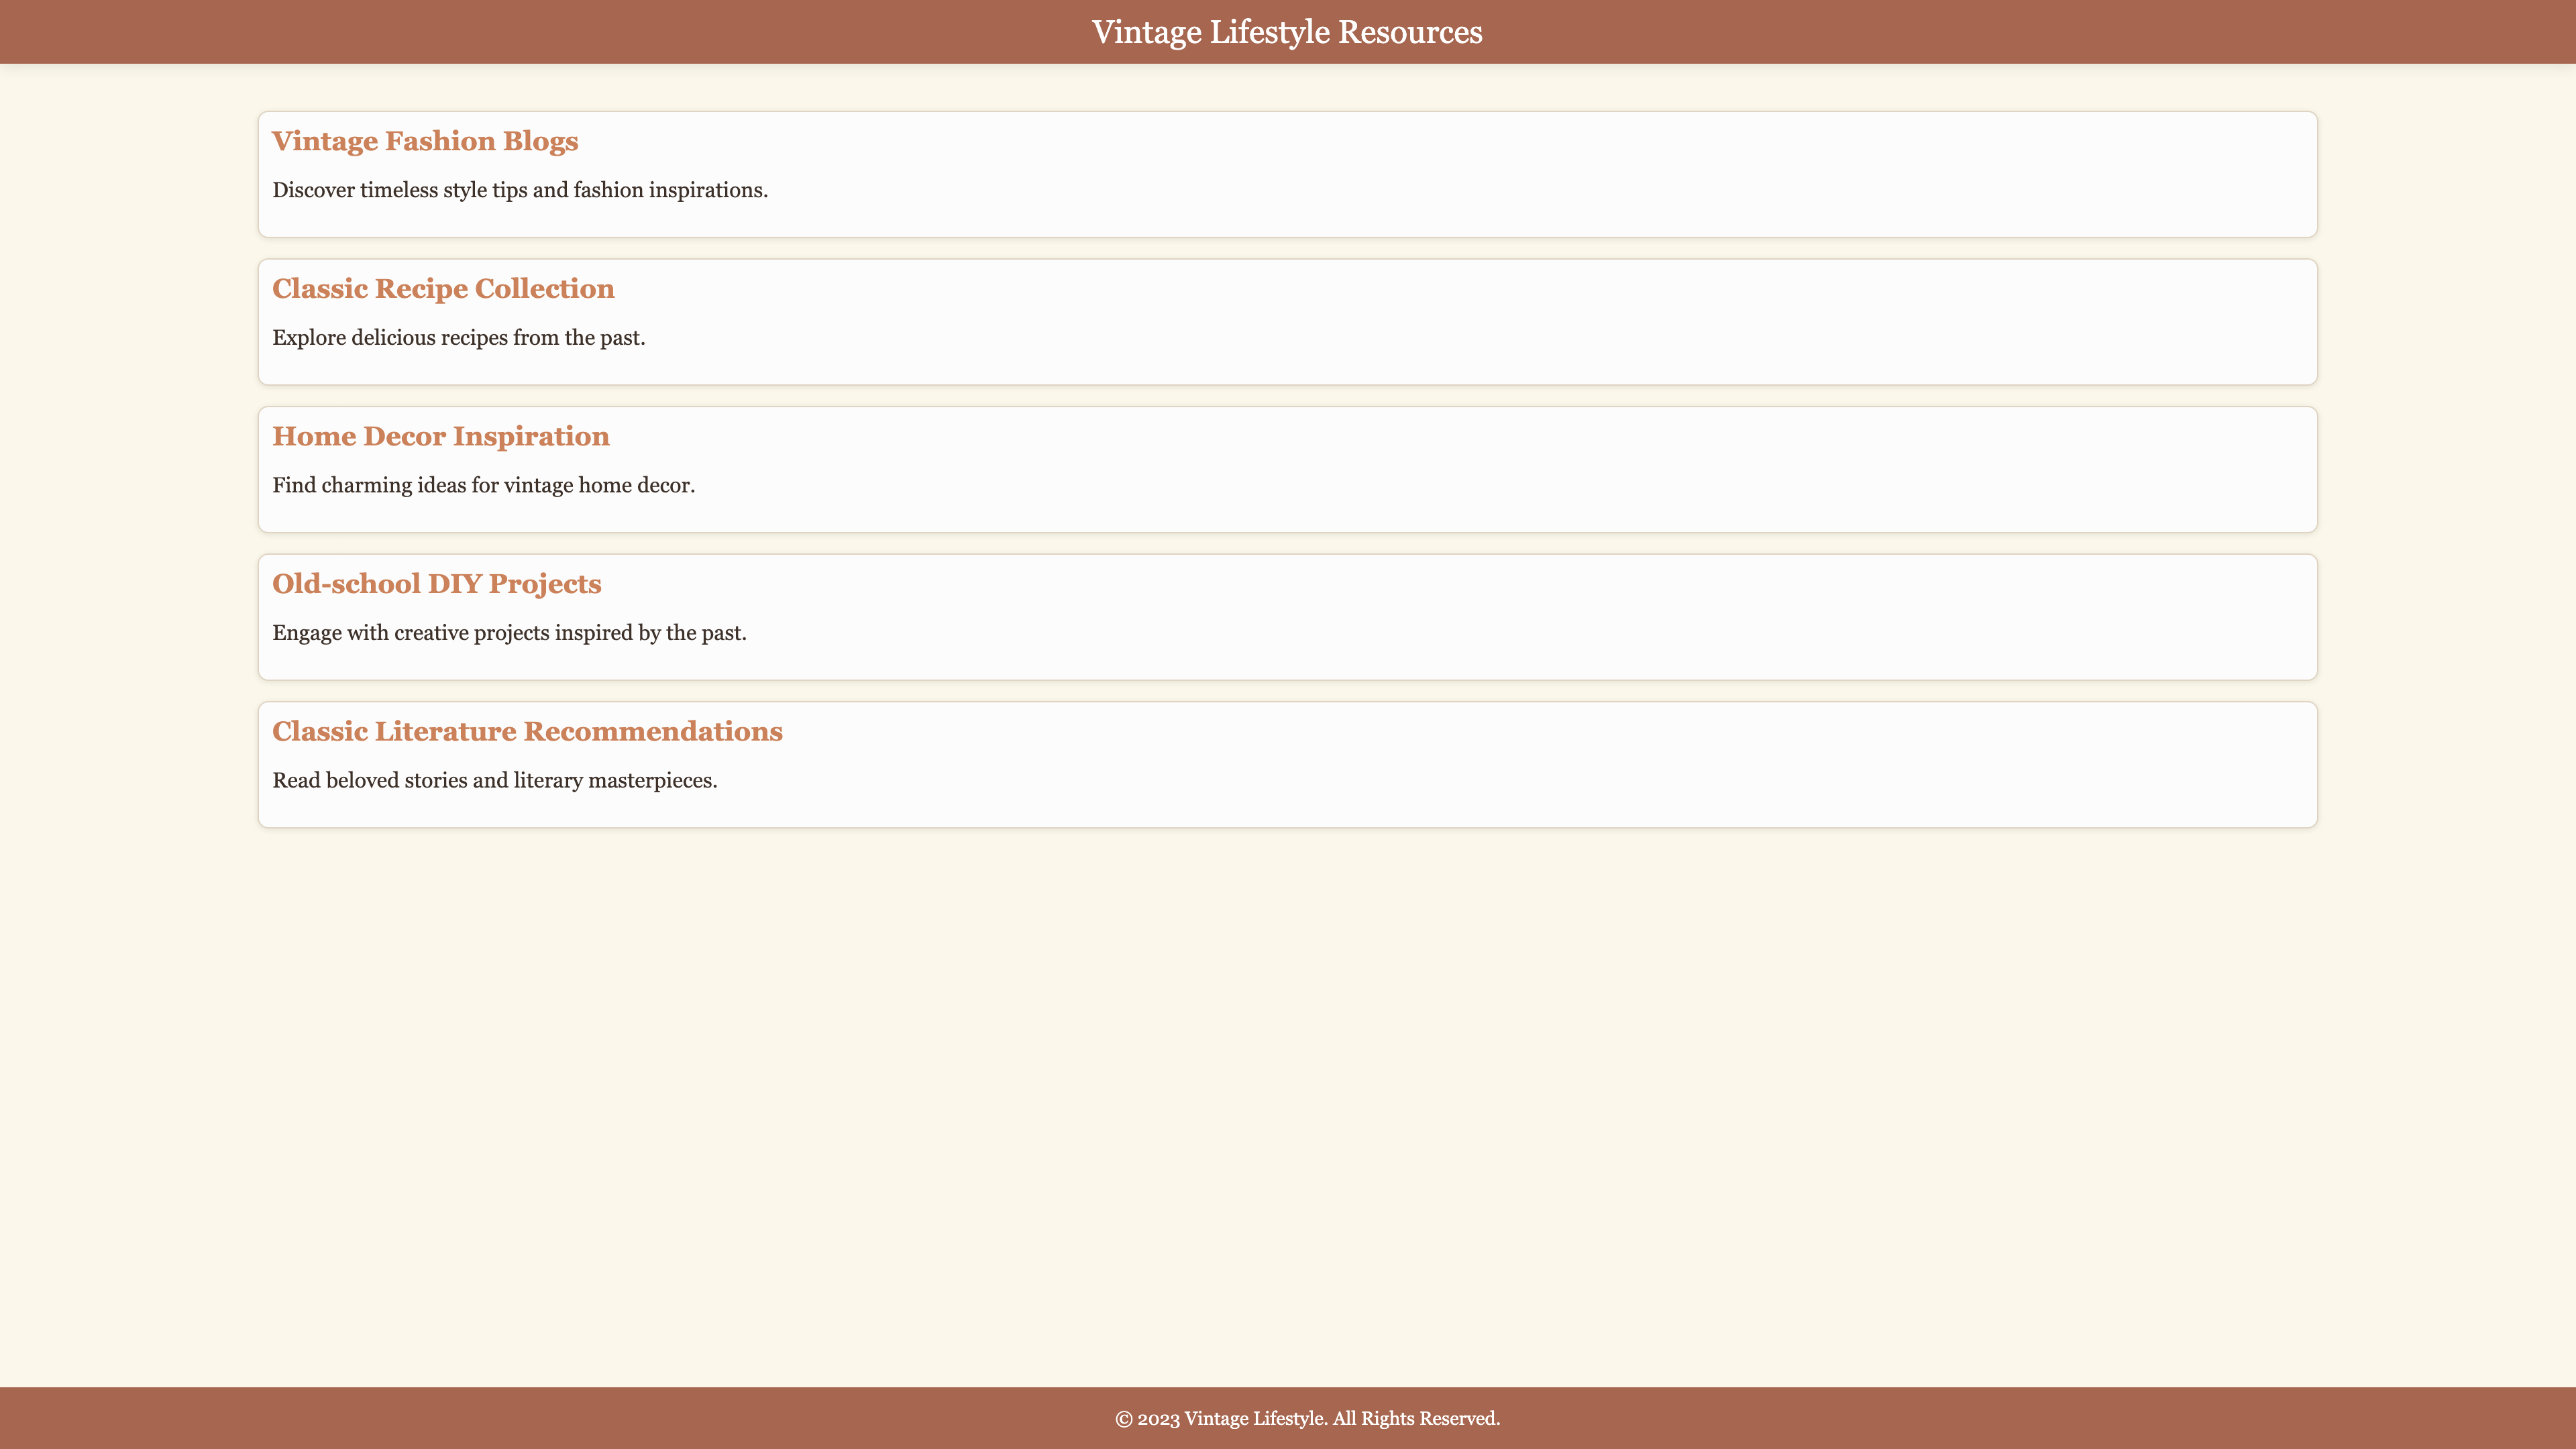 Vintage Lifestyle Resources
Vintage Fashion Blogs
Discover timeless style tips and fashion inspirations.
Classic Recipe Collection
Explore delicious recipes from the past.
Home Decor Inspiration
Find charming ideas for vintage home decor.
Old-school DIY Projects
Engage with creative projects inspired by the past.
Classic Literature Recommendations
Read beloved stories and literary masterpieces.
© 2023 Vintage Lifestyle. All Rights Reserved.